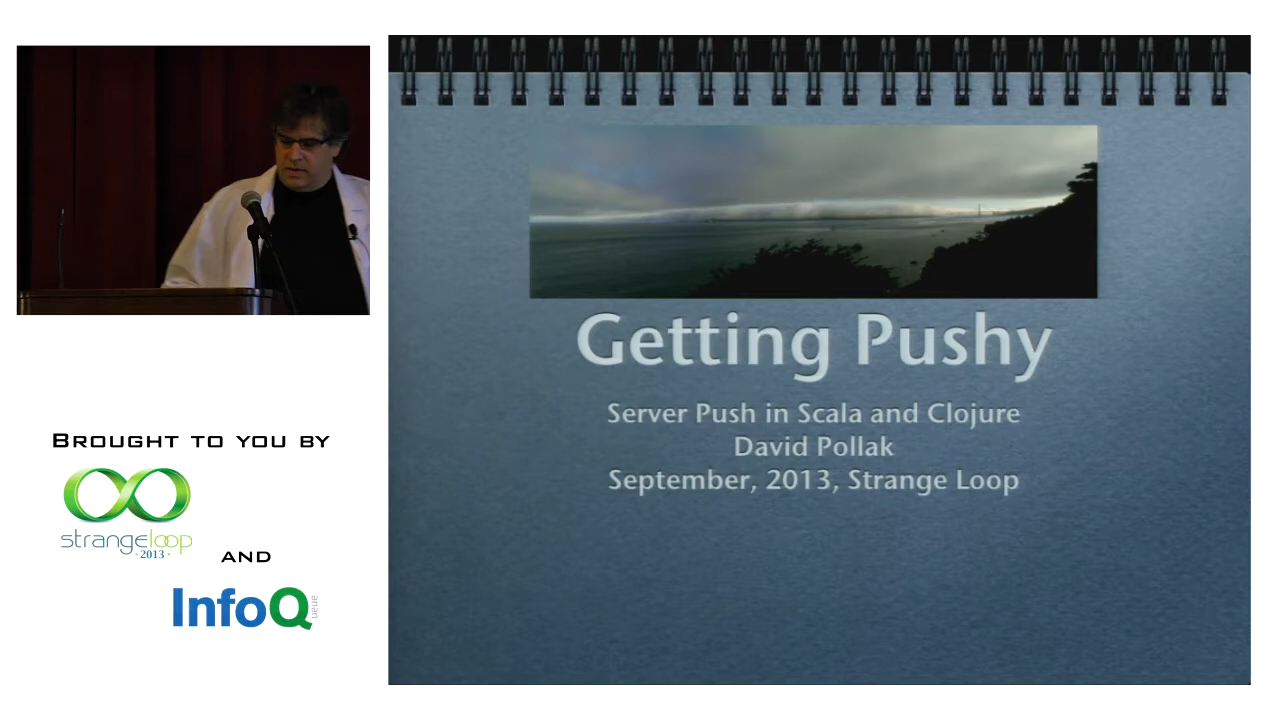 Getting Pushy
Server Push in Scala and Clojure
David Pollak
September, 2013, Strange Loop
BROUGHT TO YOU BY
strangeloop
· 2013 ·
AND
InfoQ
ueue